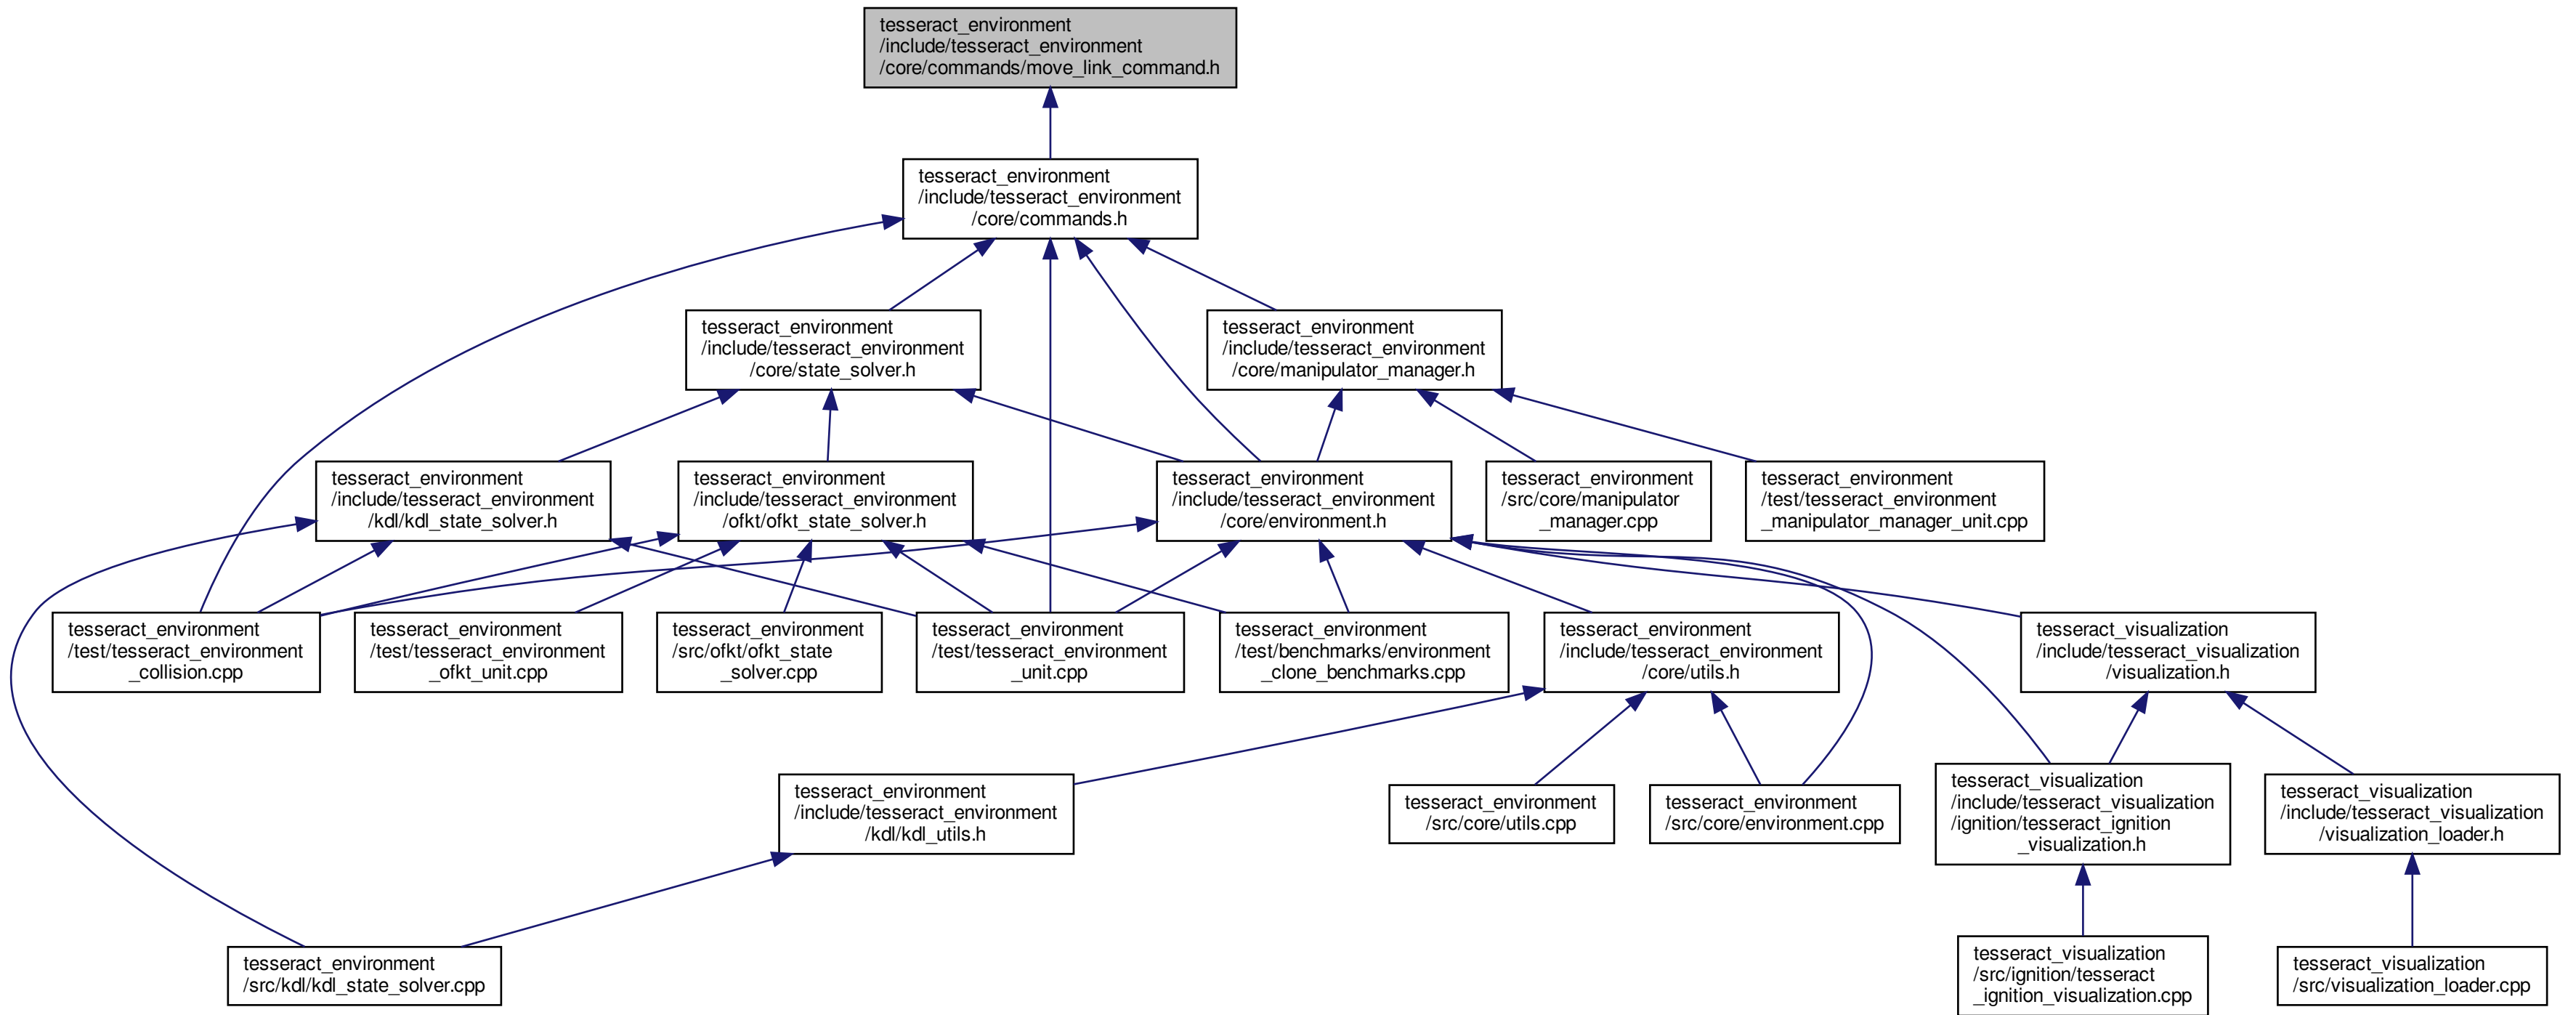 tesseract_environment
/include/tesseract_environment
/core/commands/move_link_command.h
tesseract_environment
/include/tesseract_environment
/core/commands.h
tesseract_environment
/include/tesseract_environment
/core/state_solver.h
tesseract_environment
/include/tesseract_environment
/core/manipulator_manager.h
tesseract_environment
/include/tesseract_environment
/kdl/kdl_state_solver.h
tesseract_environment
/include/tesseract_environment
/ofkt/ofkt_state_solver.h
tesseract_environment
/include/tesseract_environment
/core/environment.h
tesseract_environment
/src/core/manipulator
_manager.cpp
tesseract_environment
/test/tesseract_environment
_manipulator_manager_unit.cpp
tesseract_environment
/test/tesseract_environment
_collision.cpp
tesseract_environment
/test/tesseract_environment
_ofkt_unit.cpp
tesseract_environment
/src/ofkt/ofkt_state
_solver.cpp
tesseract_environment
/test/tesseract_environment
_unit.cpp
tesseract_environment
/test/benchmarks/environment
_clone_benchmarks.cpp
tesseract_environment
/include/tesseract_environment
/core/utils.h
tesseract_visualization
/include/tesseract_visualization
/visualization.h
tesseract_environment
/include/tesseract_environment
/kdl/kdl_utils.h
tesseract_environment
/src/core/utils.cpp
tesseract_environment
/src/core/environment.cpp
tesseract_visualization
/include/tesseract_visualization
/ignition/tesseract_ignition
_visualization.h
tesseract_visualization
/include/tesseract_visualization
/visualization_loader.h
tesseract_environment
/src/kdl/kdl_state_solver.cpp
tesseract_visualization
/src/ignition/tesseract
_ignition_visualization.cpp
tesseract_visualization
/src/visualization_loader.cpp